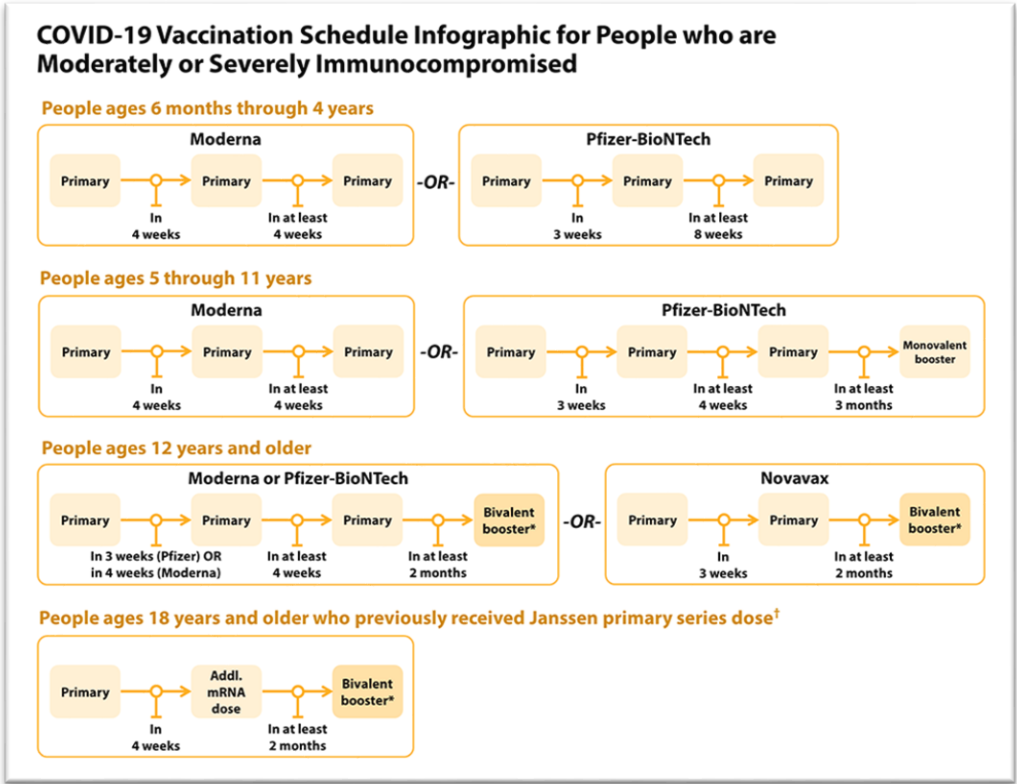 COVID-19 Vaccination Schedule Infographic for People who are
Moderately or Severely Immunocompromised
People ages 6 months through 4 years
Moderna
Primary
In
4 weeks
Primary
In at least
4 weeks
Primary
-OR-
Pfizer-BioNTech
Primary
In
3 weeks
Primary
In at least
8 weeks
Primary
People ages 5 through 11 years
Moderna
Primary
In
4 weeks
Primary
In at least
4 weeks
Primary
-OR-
Pfizer-BioNTech
Primary
In
3 weeks
Primary
In at least
4 weeks
Primary
In at least
3 months
Monovalent
booster
People ages 12 years and older
Moderna or Pfizer-BioNTech
Primary
In 3 weeks (Pfizer) OR
in 4 weeks (Moderna)
Primary
In at least
4 weeks
Primary
In at least
2 months
Bivalent
booster*
-OR-
Novavax
Primary
In
3 weeks
Primary
In at least
2 months
Bivalent
booster*
People ages 18 years and older who previously received Janssen primary series dose†
Primary
In
4 weeks
Addl.
mRNA
dose
In at least
2 months
Bivalent
booster*